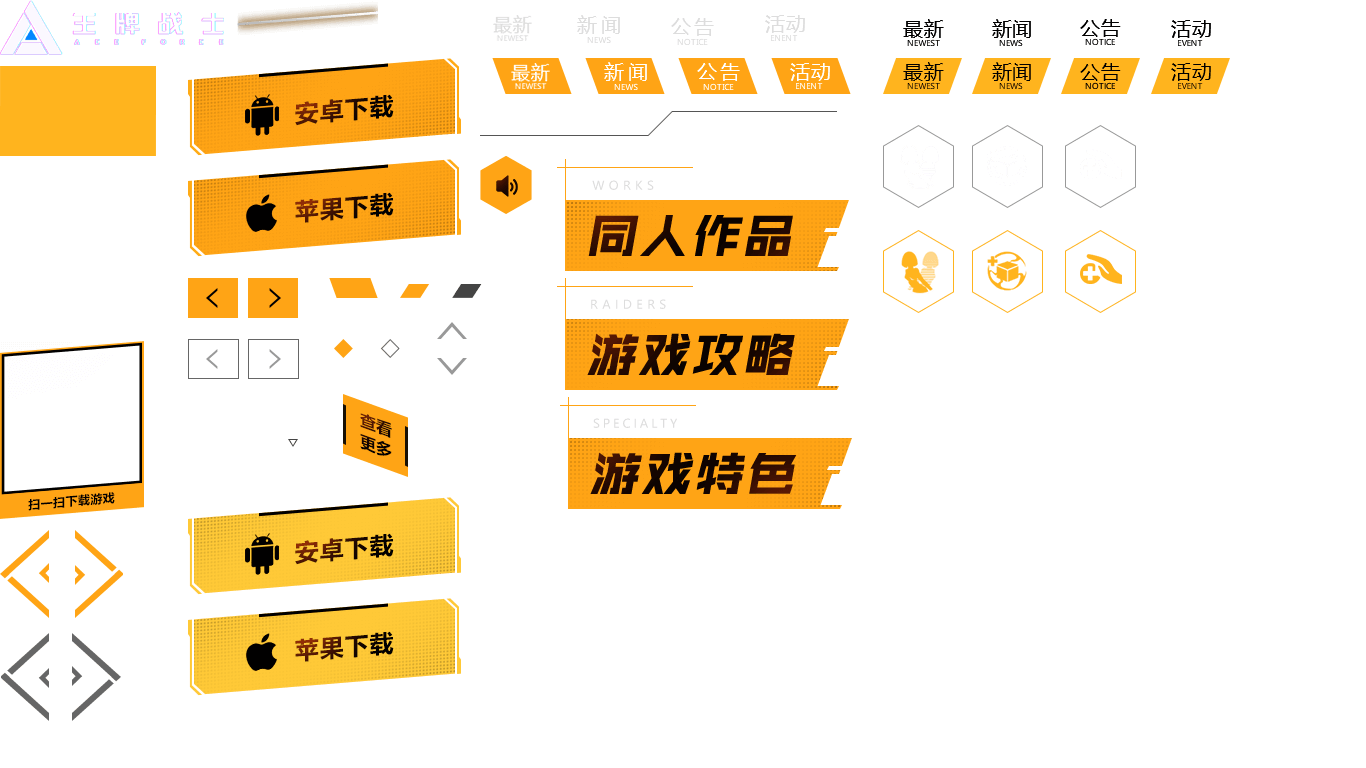 王牌战士
ACE FORCE
最新
NEWEST
新闻
NEWS
公告
NOTICE
活动
ENENT
最新
NEWEST
新闻
NEWS
公告
NOTICE
活动
EVENT
最新
NEWEST
新闻
NEWS
公告
NOTICE
活动
ENENT
最新
NEWEST
新闻
NEWS
公告
NOTICE
活动
EVENT
安卓下载
苹果下载
WORKS
同人作品
RAIDERS
游戏攻略
查看
更多
SPECIALTY
游戏特色
扫一扫下载游戏
安卓下载
苹果下载